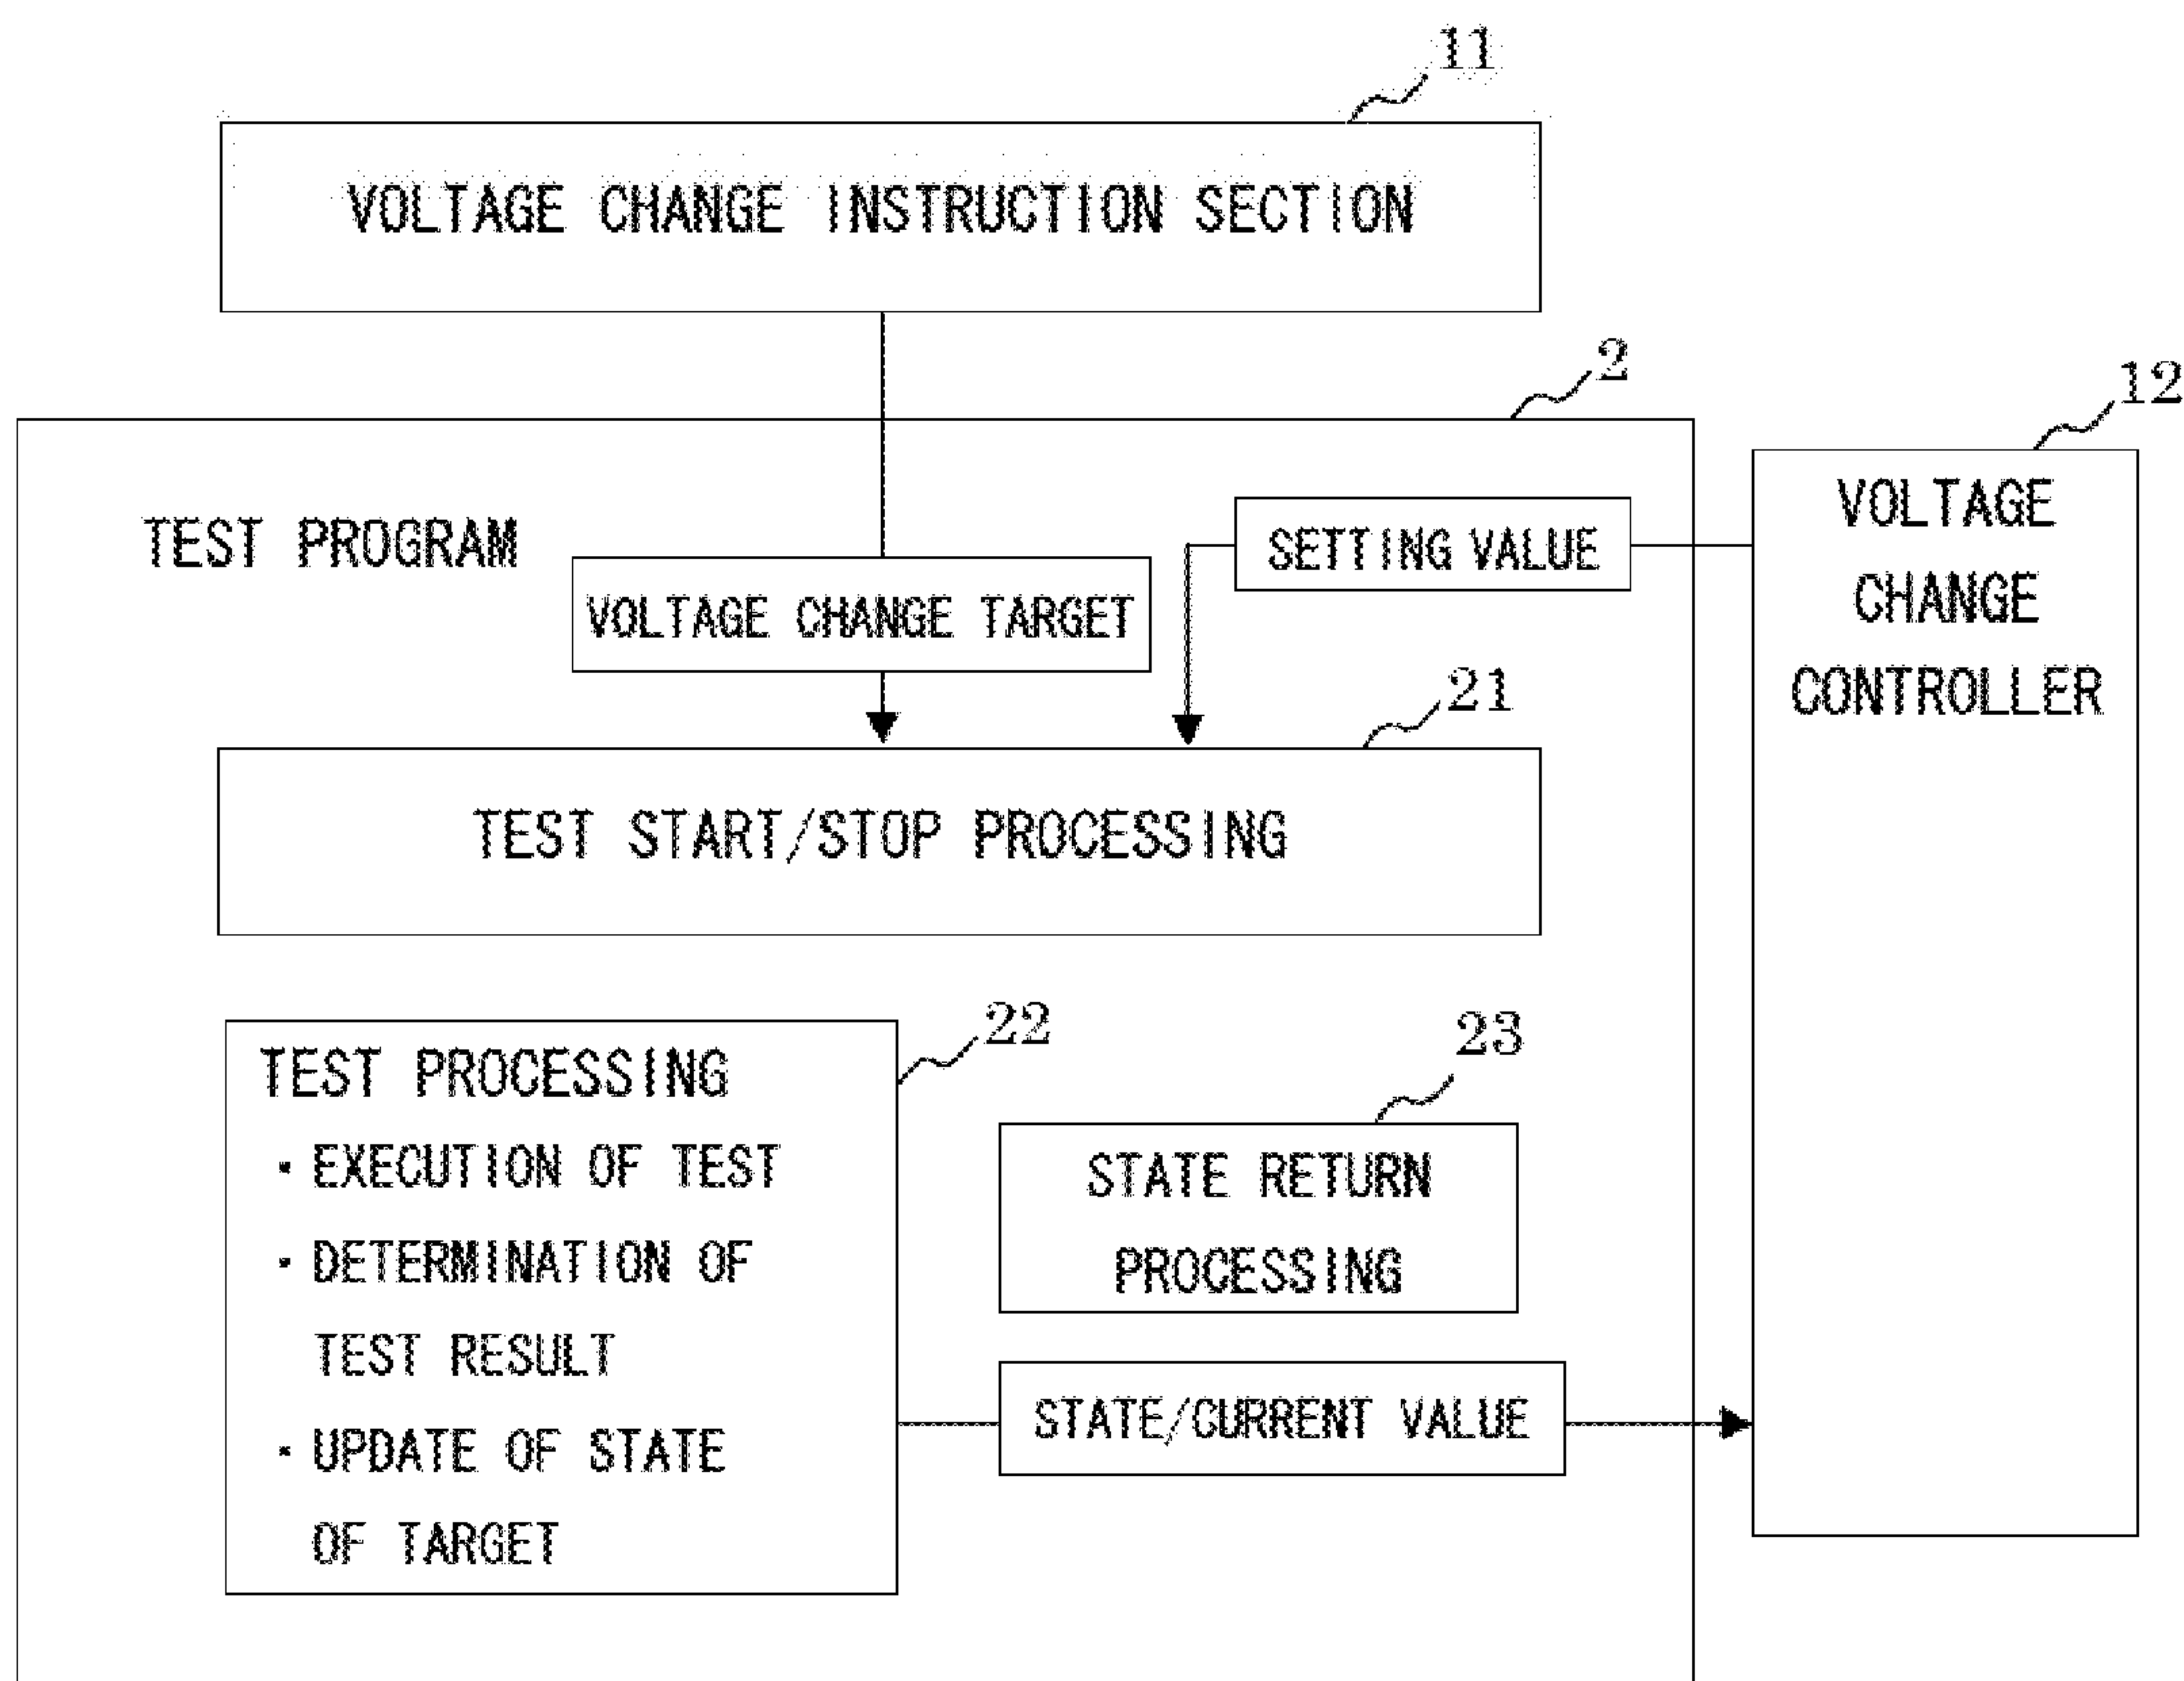 11
VOLTAGE CHANGE INSTRUCTION SECTION
2
12
TEST PROGRAM
VOLTAGE CHANGE TARGET
SETTING VALUE
VOLTAGE
CHANGE
CONTROLLER
21
TEST START/STOP PROCESSING
22
TEST PROCESSING
・EXECUTION OF TEST
・DETERMINATION OF
TEST RESULT
・UPDATE OF STATE
OF TARGET
23
STATE RETURN
PROCESSING
STATE/CURRENT VALUE